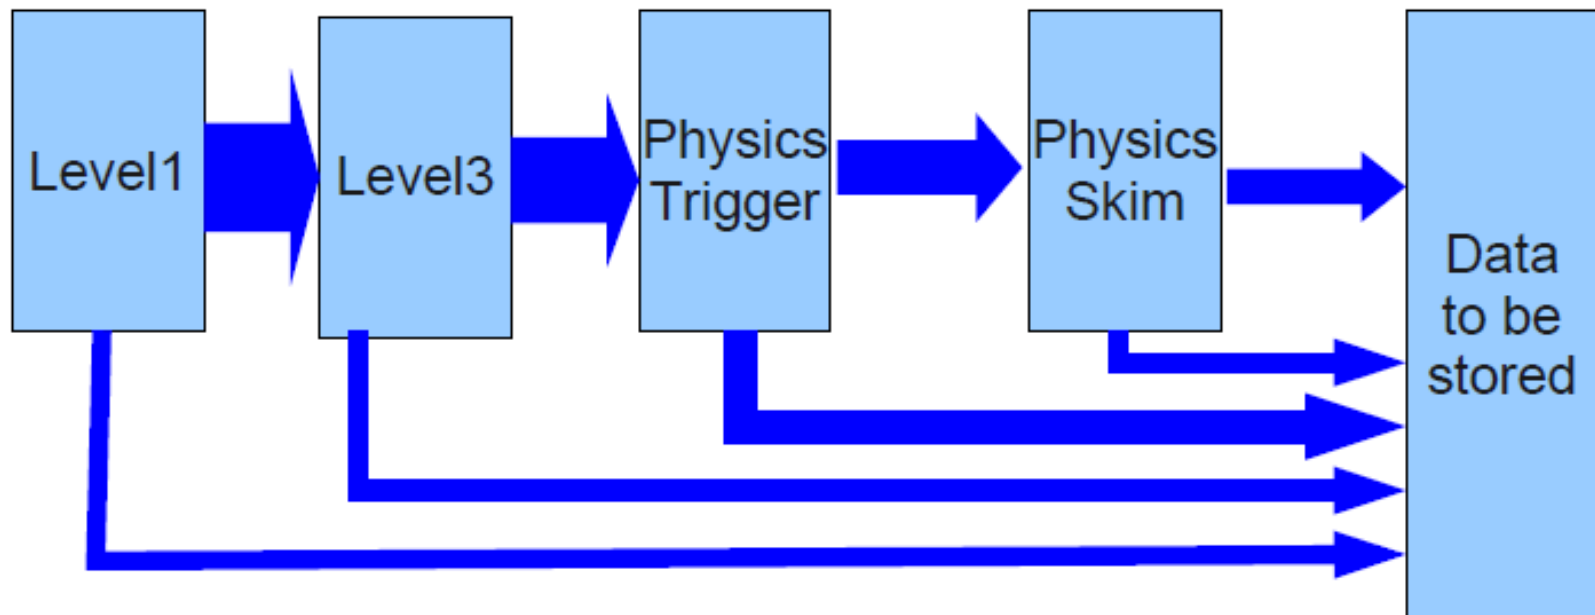 Level1
Level3
Physics
Trigger
Physics
Skim
Data
to be
stored